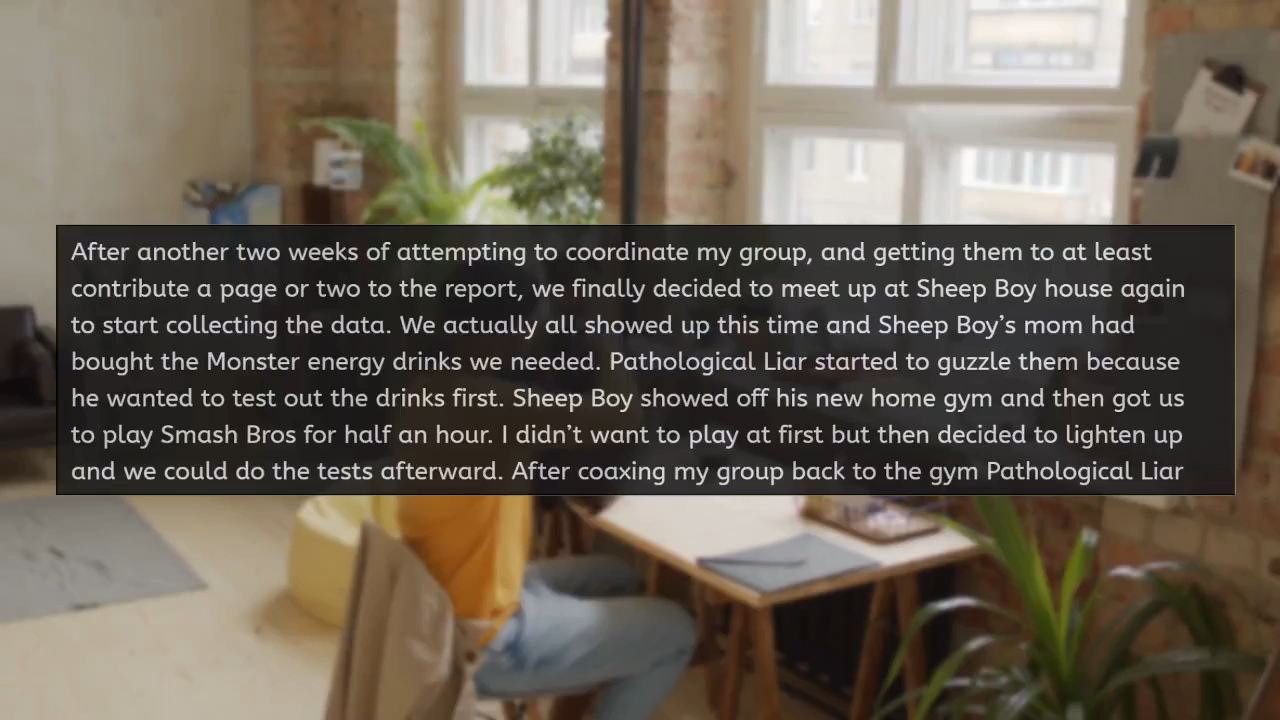 After another two weeks of attempting to coordinate my group, and getting them to at least
contribute a page or two to the report, we finally decided to meet up at Sheep Boy house again
to start collecting the data. We actually all showed up this time and Sheep Boy’s mom had
bought the Monster energy drinks we needed. Pathological Liar started to guzzle them because
he wanted to test out the drinks first. Sheep Boy showed off his new home gym and then got us
to play Smash Bros for half an hour. I didn’t want to play at first but then decided to lighten up
and we could do the tests afterward. After coaxing my group back to the gym Pathological Liar